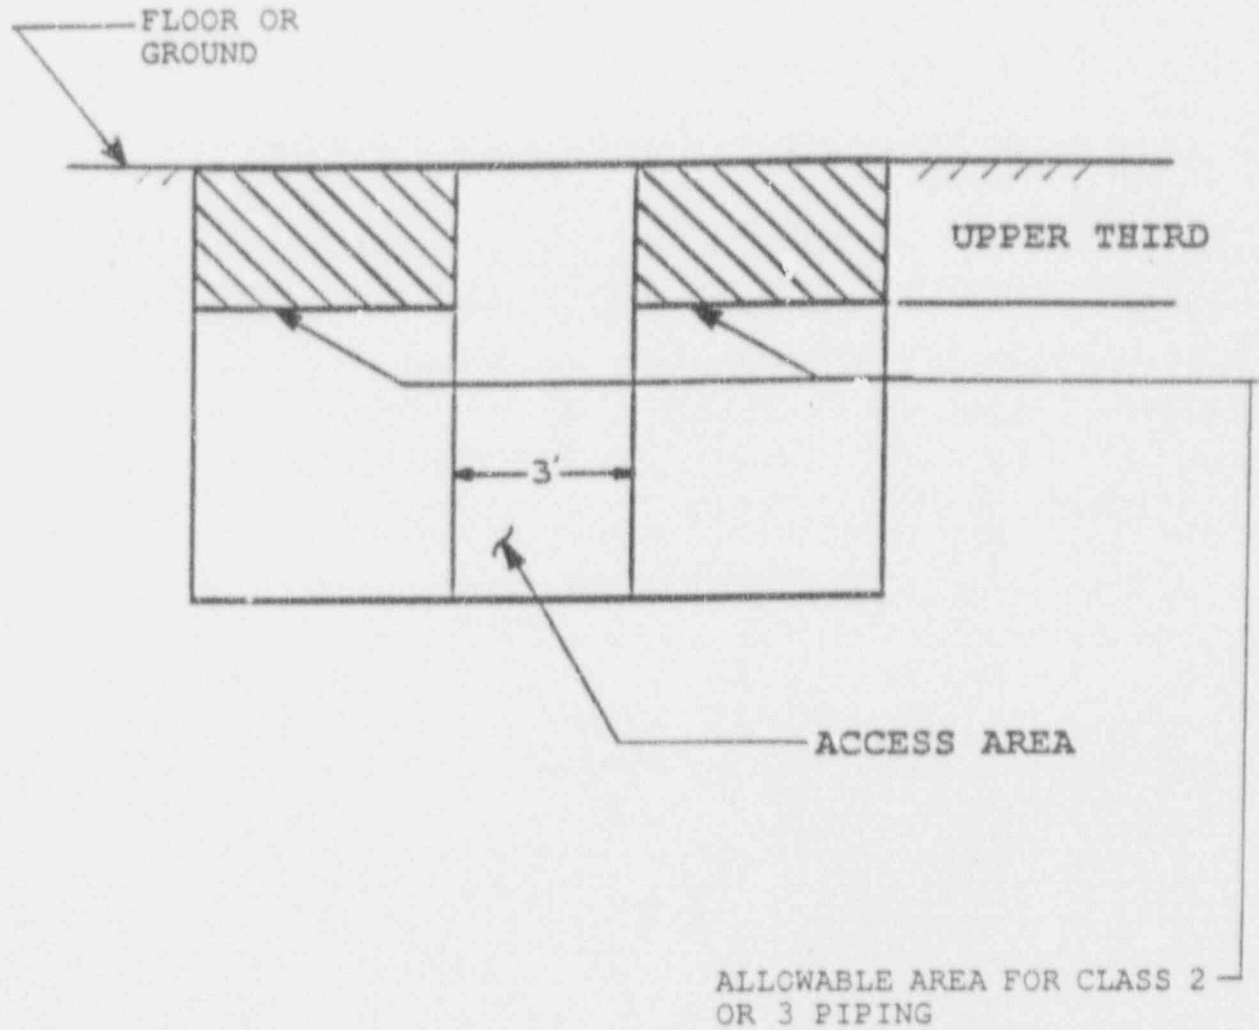 FLOOR OR
GROUND
UPPER THIRD
3'
ACCESS AREA
ALLOWABLE AREA FOR CLASS 2
OR 3 PIPING